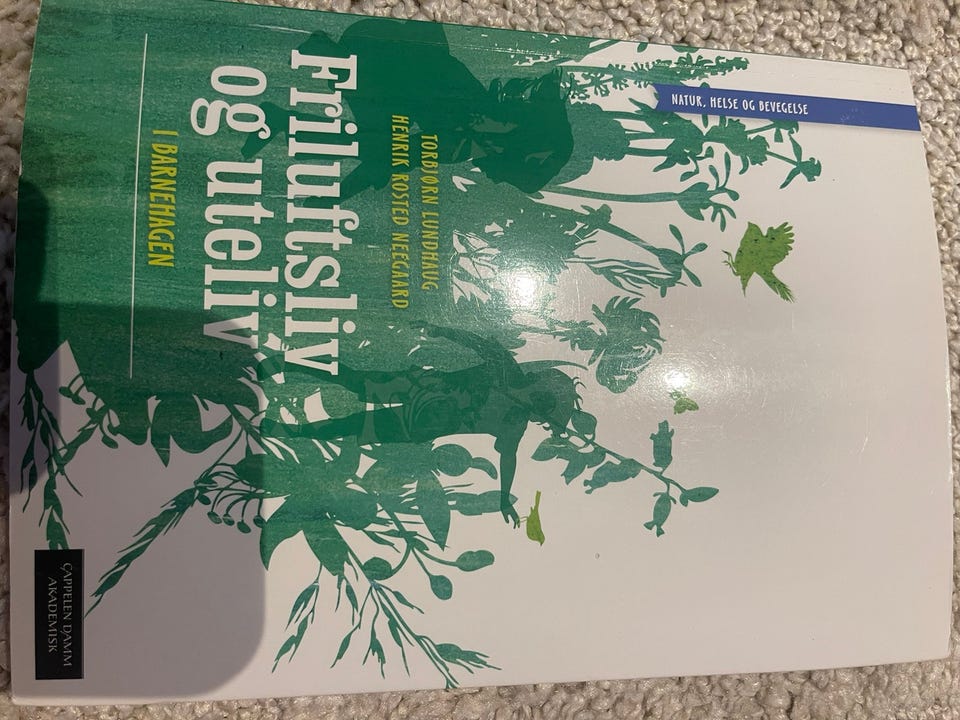 NATUR, HELSE OG BEVEGELSE
TORBJØRN LUNDHAUG
HENRIK ROSTED NEEGAARD
Friluftsliv
og uteliv
I BARNEHAGEN
CAPPELEN DAMM
AKADEMISK